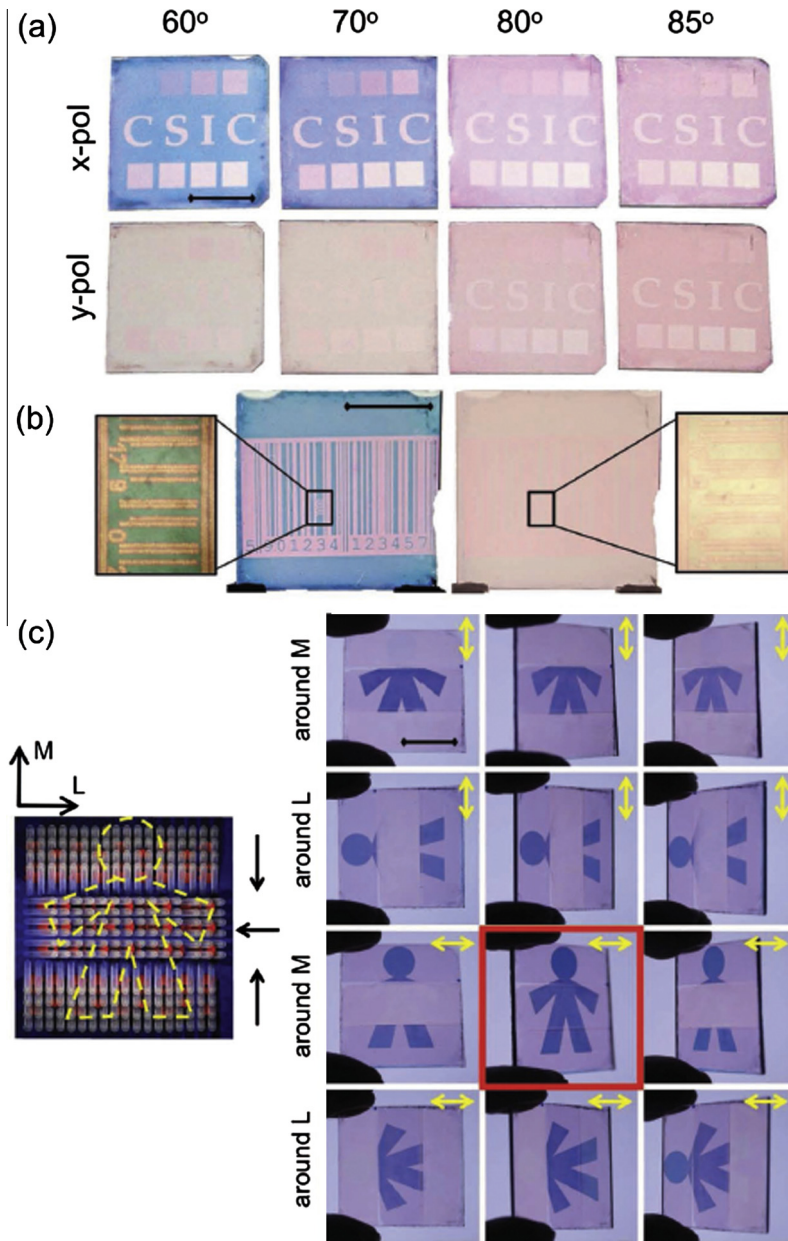 (a)
60° 70° 80° 85°
x-pol
CSIC CSIC CSIC CSIC
y-pol
CSIC CSIC
(b)
5 901234 123457
(c)
M
L
around M
around L
around M
around L